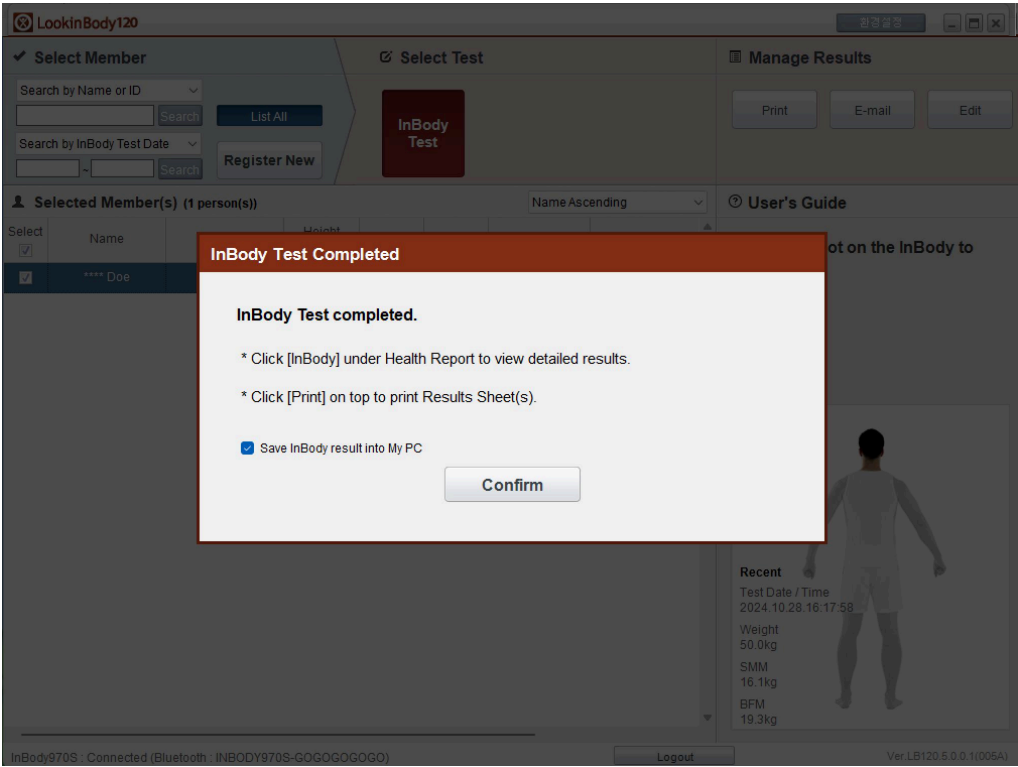 LookinBody120
환경설정
Select Member
Select Test
Manage Results
Search by Name or ID
Search
List All
Search by InBody Test Date
~
Search
Register New
InBody
Test
Print
E-mail
Edit
Selected Member(s) (1 person(s))
Name Ascending
User's Guide
Select
Name
Height
ot on the InBody to
**** Doe
InBody Test Completed
InBody Test completed.
* Click [InBody] under Health Report to view detailed results.
* Click [Print] on top to print Results Sheet(s).
Save InBody result into My PC
Confirm
Recent
Test Date / Time
2024.10.28.16:17:58
Weight
50.0kg
SMM
16.1kg
BFM
19.3kg
InBody970S : Connected (Bluetooth : INBODY970S-GOGOGOGOGO)
Logout
Ver.LB120.5.0.0.1(005A)